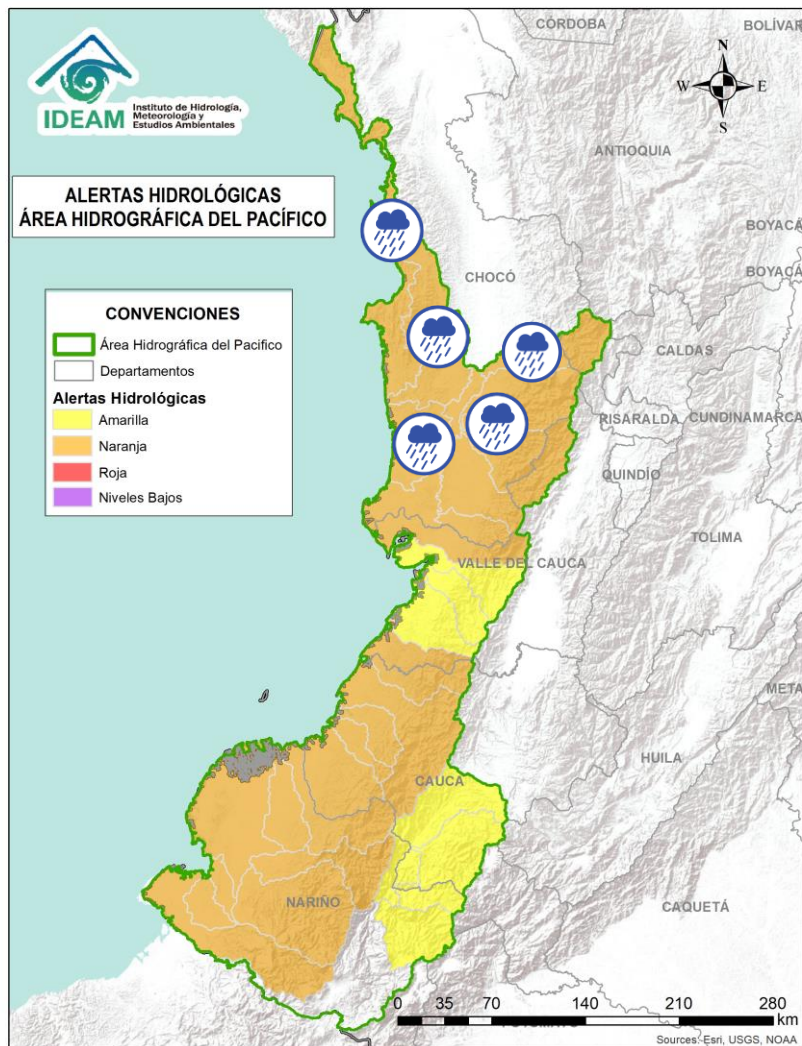 CÓRDOBA
BOLÍVAR
IDEAM
Instituto de Hidrología,
Meteorología y
Estudios Ambientales
N
W
E
S
ANTIOQUIA
ALERTAS HIDROLÓGICAS
ÁREA HIDROGRÁFICA DEL PACÍFICO
BOYACÁ
BOYACÁ
CHOCÓ
CONVENCIONES
Área Hidrográfica del Pacifico
Departamentos
Alertas Hidrológicas
Amarilla
Naranja
Roja
Niveles Bajos
CALDAS
RISARALDA
CUNDINAMARCA
QUINDÍO
TOLIMA
VALLE DEL CAUCA
META
HUILA
CAUCA
NARIÑO
CAQUETÁ
0 35 70 140 210 280
km
Sources: Esri, USGS, NOAA